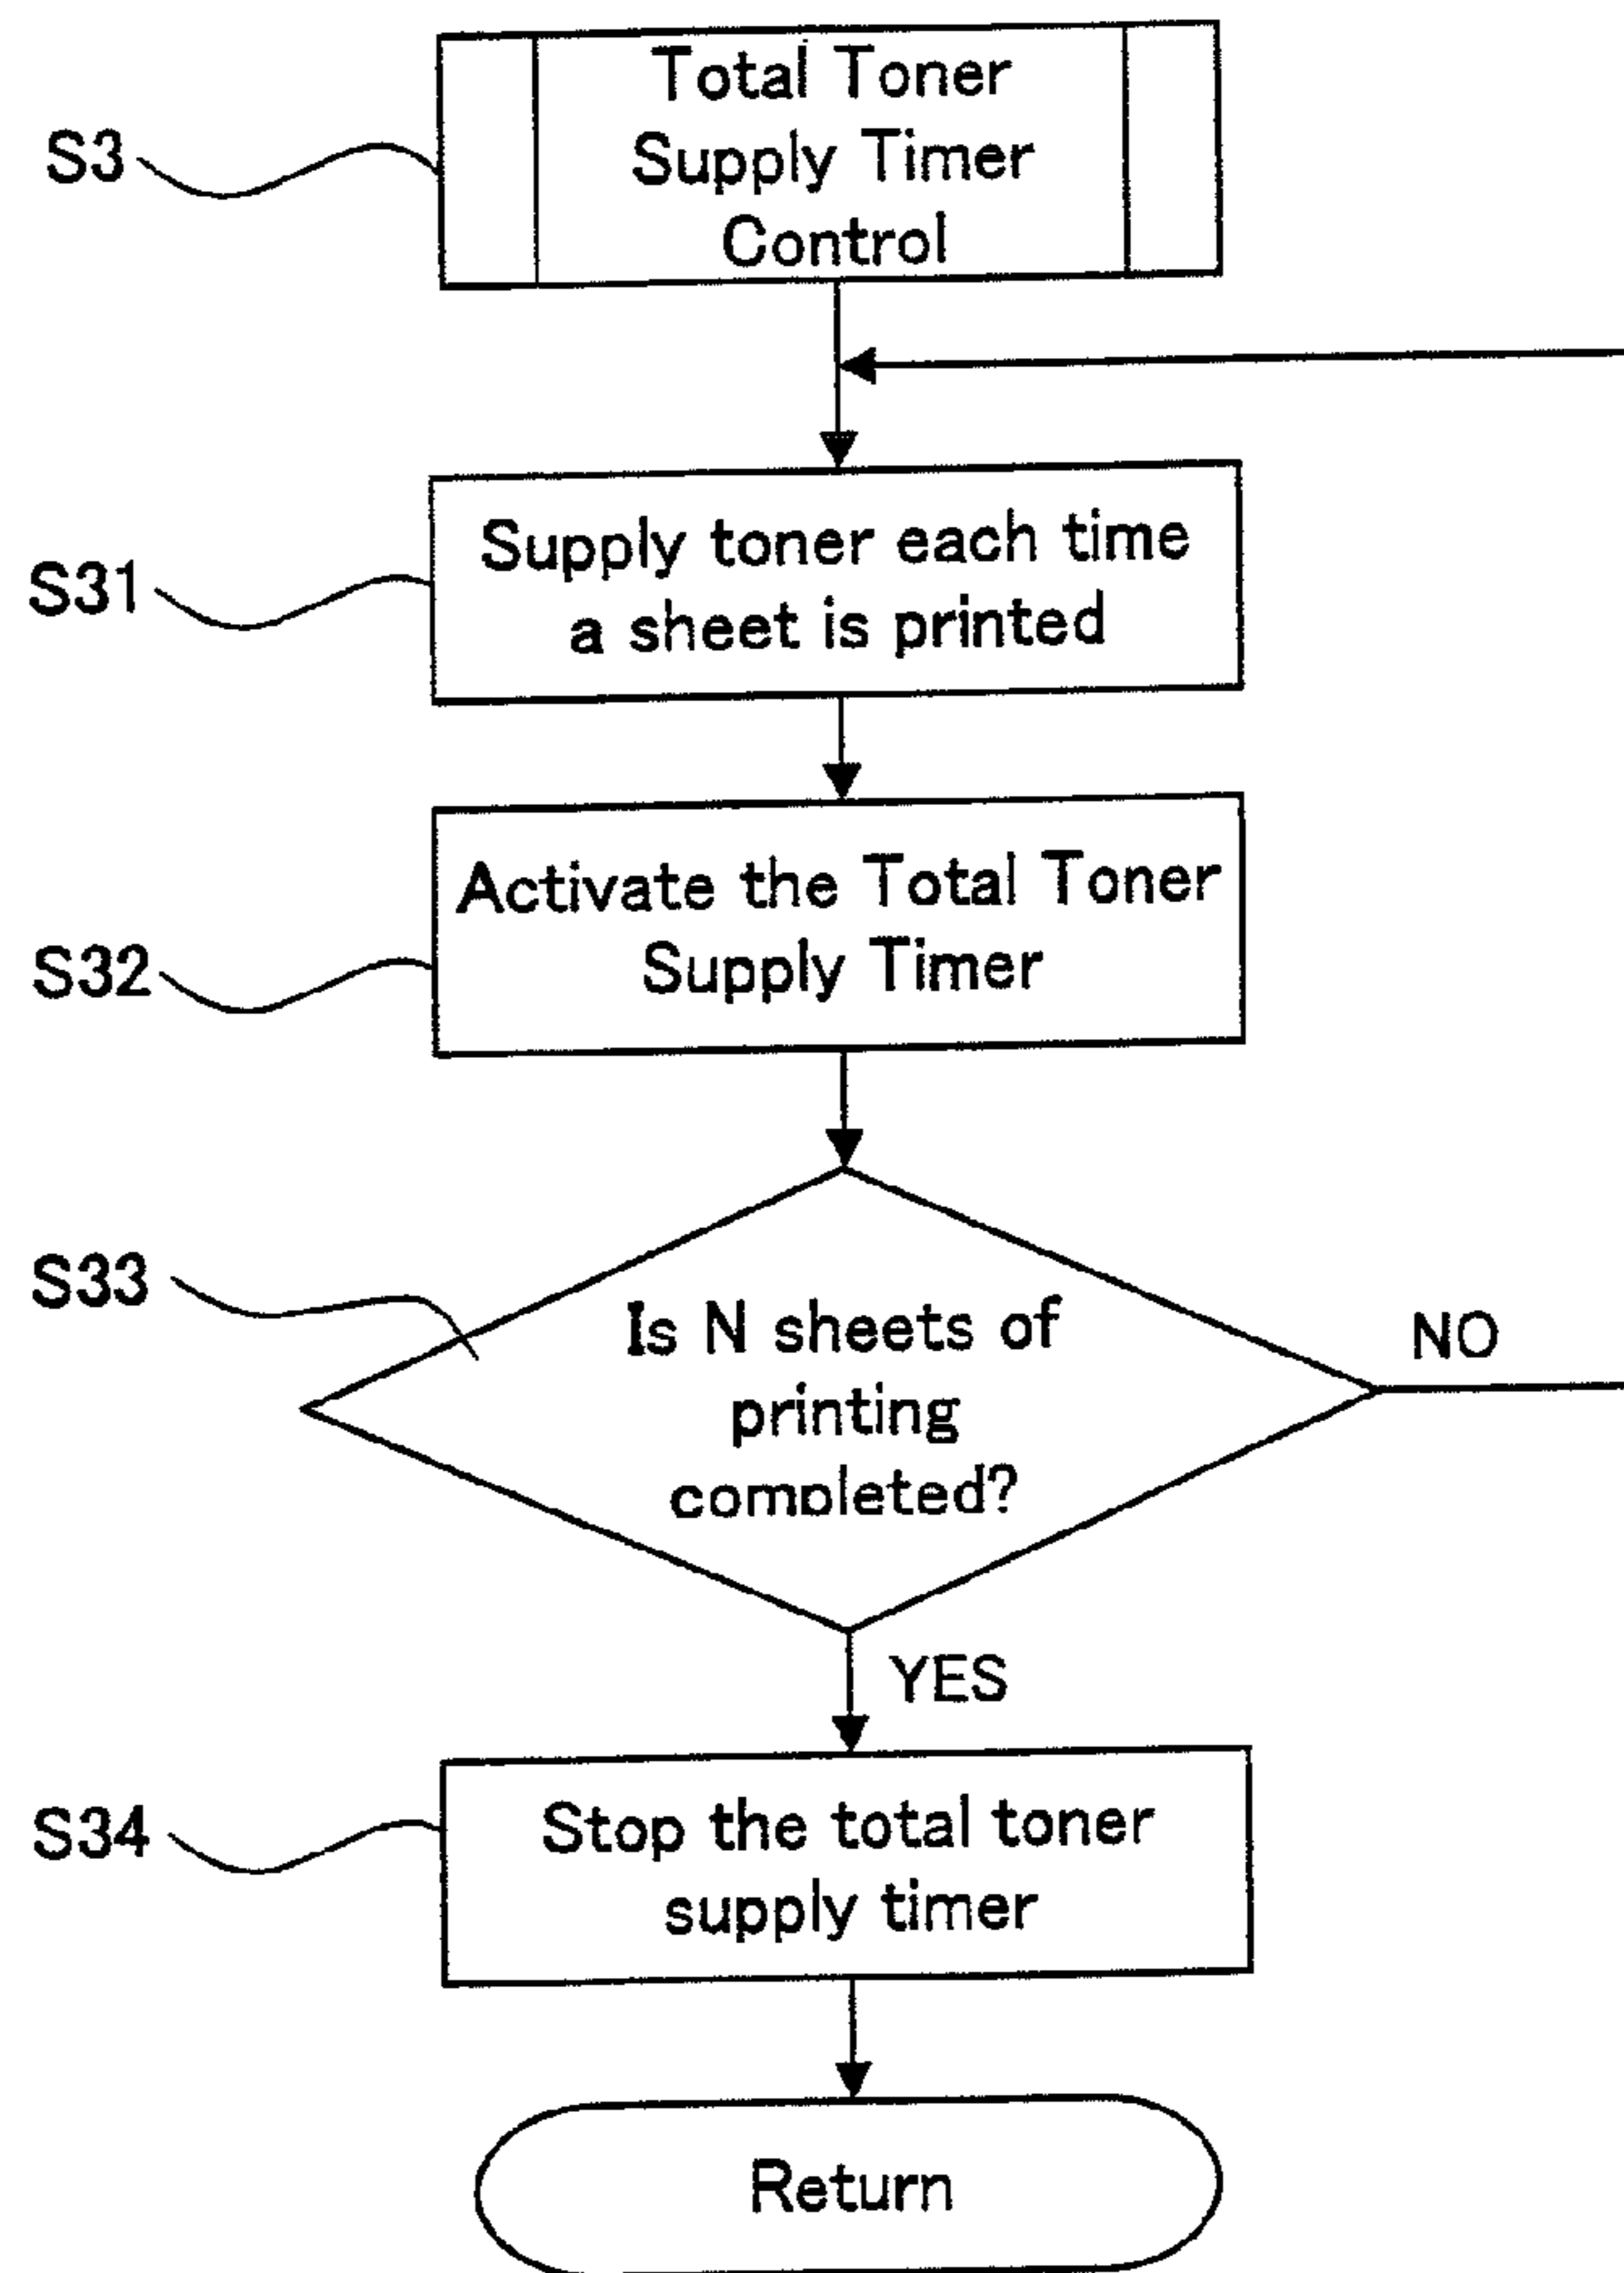 S3
Total Toner
Supply Timer
Control
S31
Supply toner each time
a sheet is printed
S32
Activate the Total Toner
Supply Timer
S33
Is N sheets of
printing
completed?
NO
YES
S34
Stop the total toner
supply timer
Return